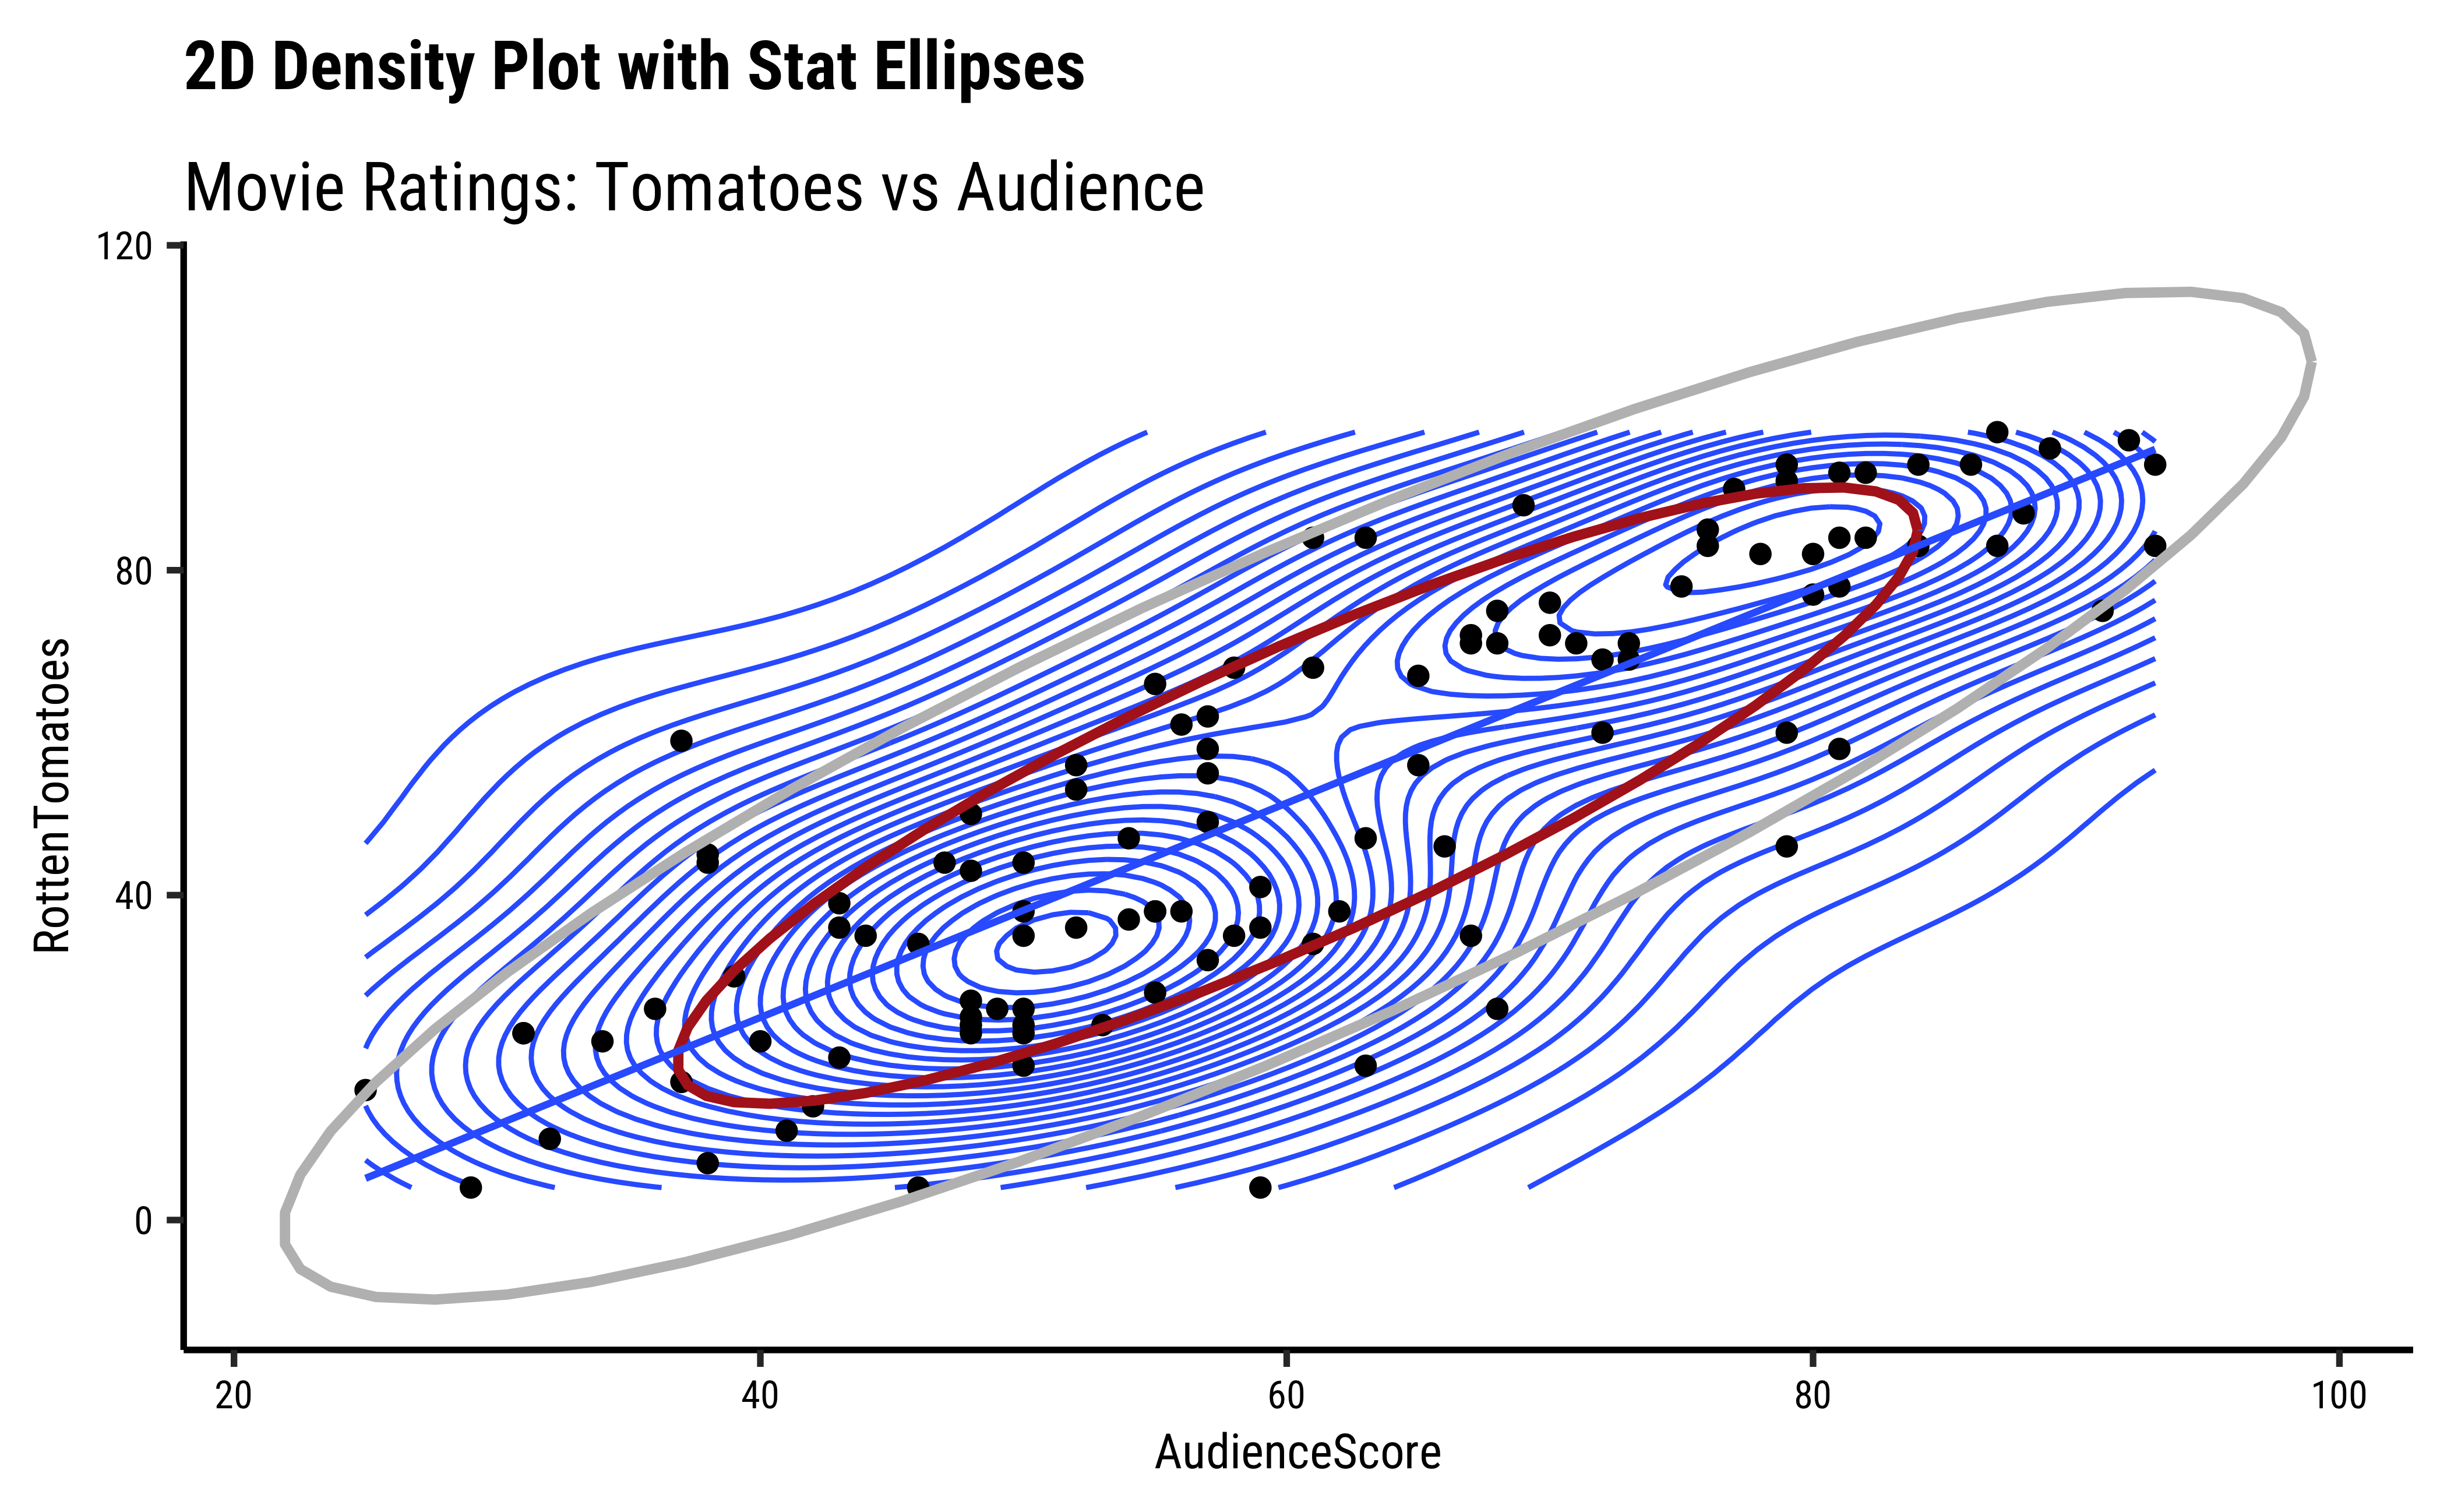 2D Density Plot with Stat Ellipses
Movie Ratings: Tomatoes vs Audience
120
80
40
0
RottenTomatoes
20 40 60 80 100
AudienceScore